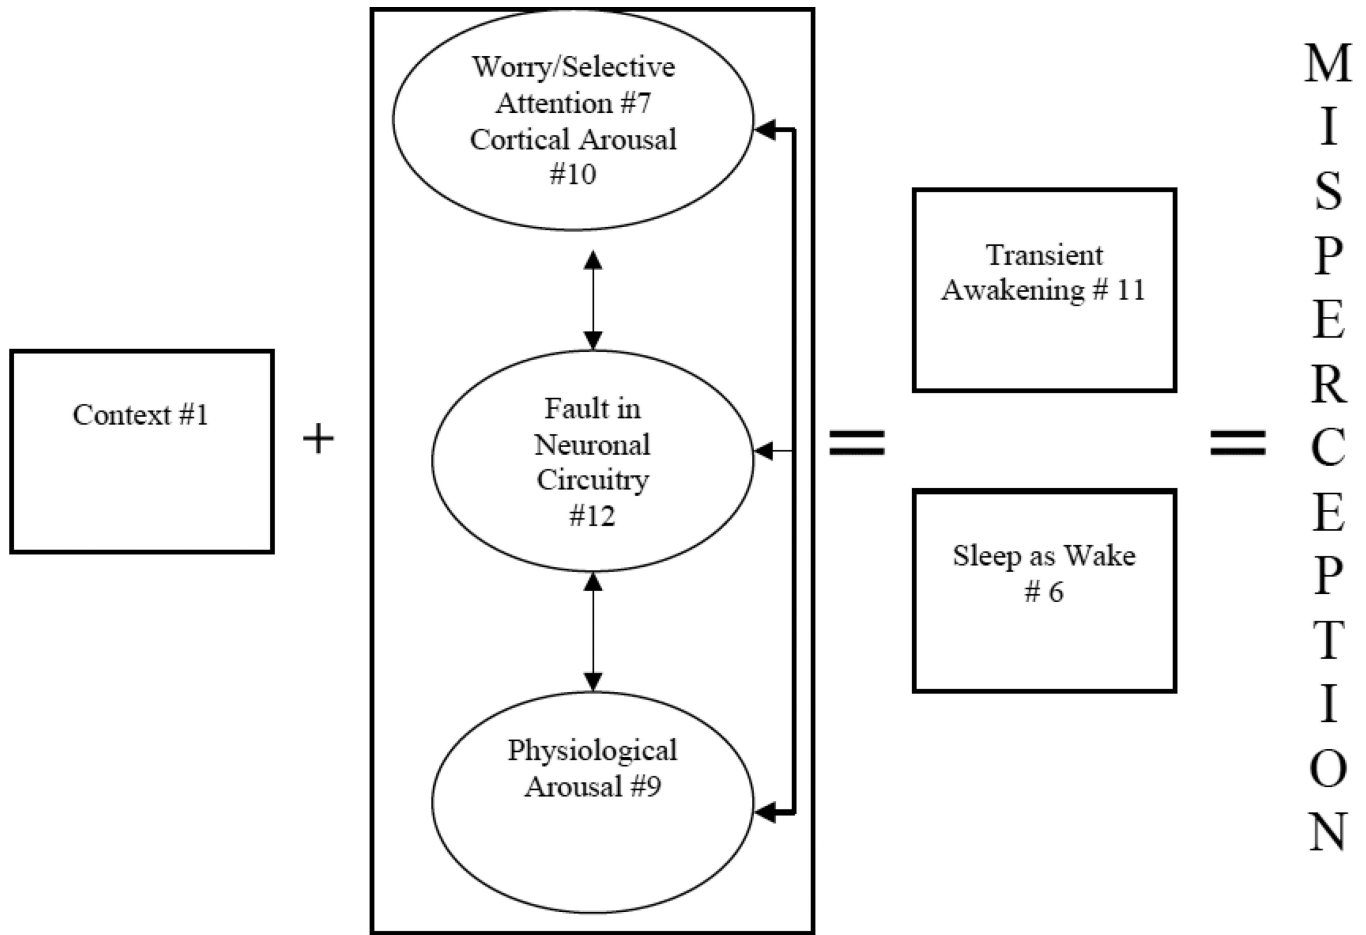 Context #1
+
Worry/Selective
Attention #7
Cortical Arousal
#10
Fault in
Neuronal
Circuitry
#12
Physiological
Arousal #9
=
Transient
Awakening # 11
Sleep as Wake
# 6
=
M
I
S
P
E
R
C
E
P
T
I
O
N